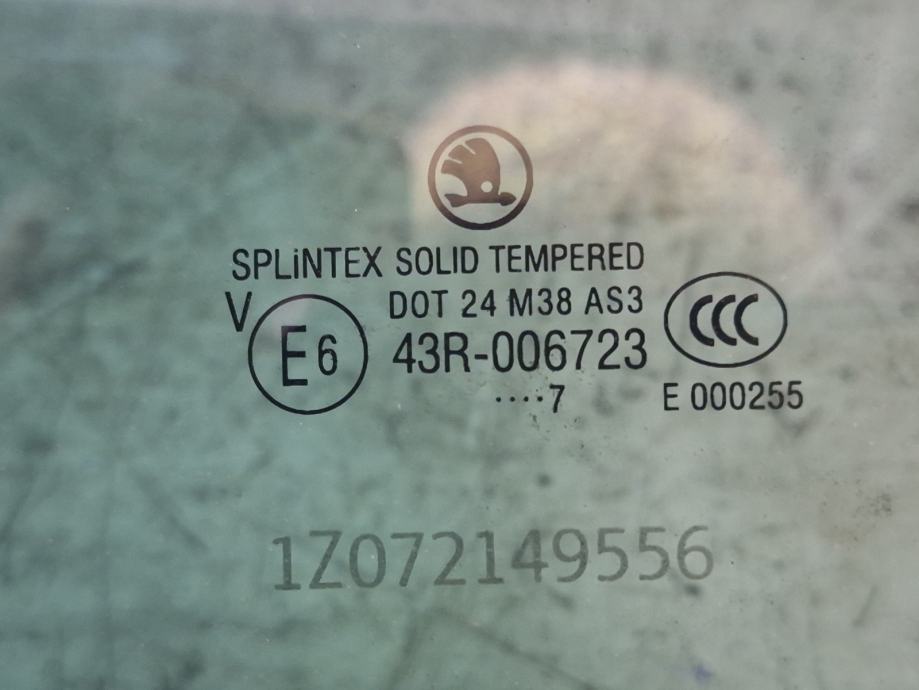 SPLiNTEX SOLID TEMPERED
V E6 DOT 24 M38 AS3 CCC
43R-006723
....7 E 000255
1Z072149556